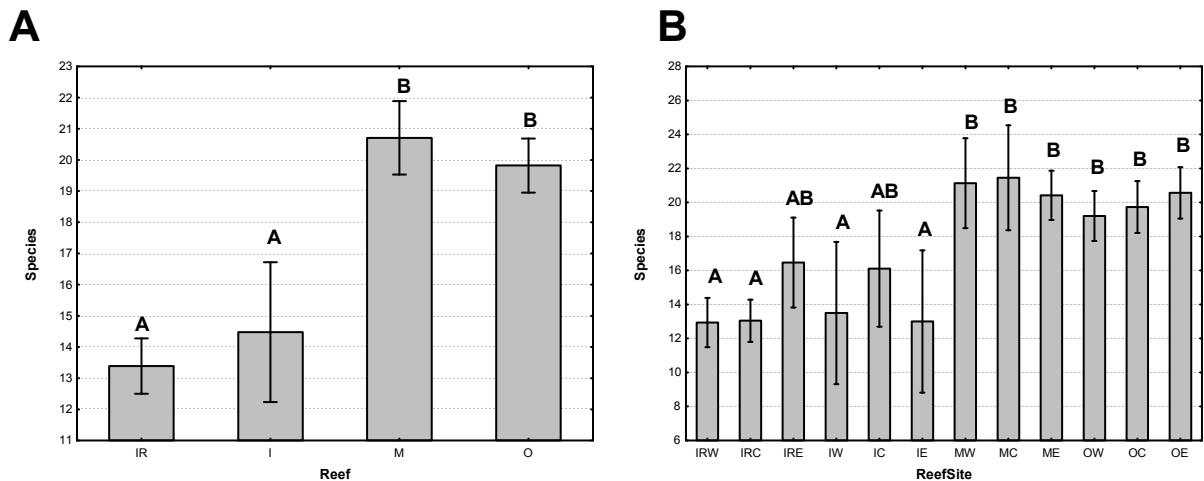 A
23
22
21
20
19
18
17
16
15
14
13
12
11
Species
A
A
B
B
IR I M O
Reef
B
28
26
24
22
20
18
16
14
12
10
8
6
Species
A A AB A AB A B B B B B B
IRW IRC IRE IW IC IE MW MC ME OW OC OE
ReefSite